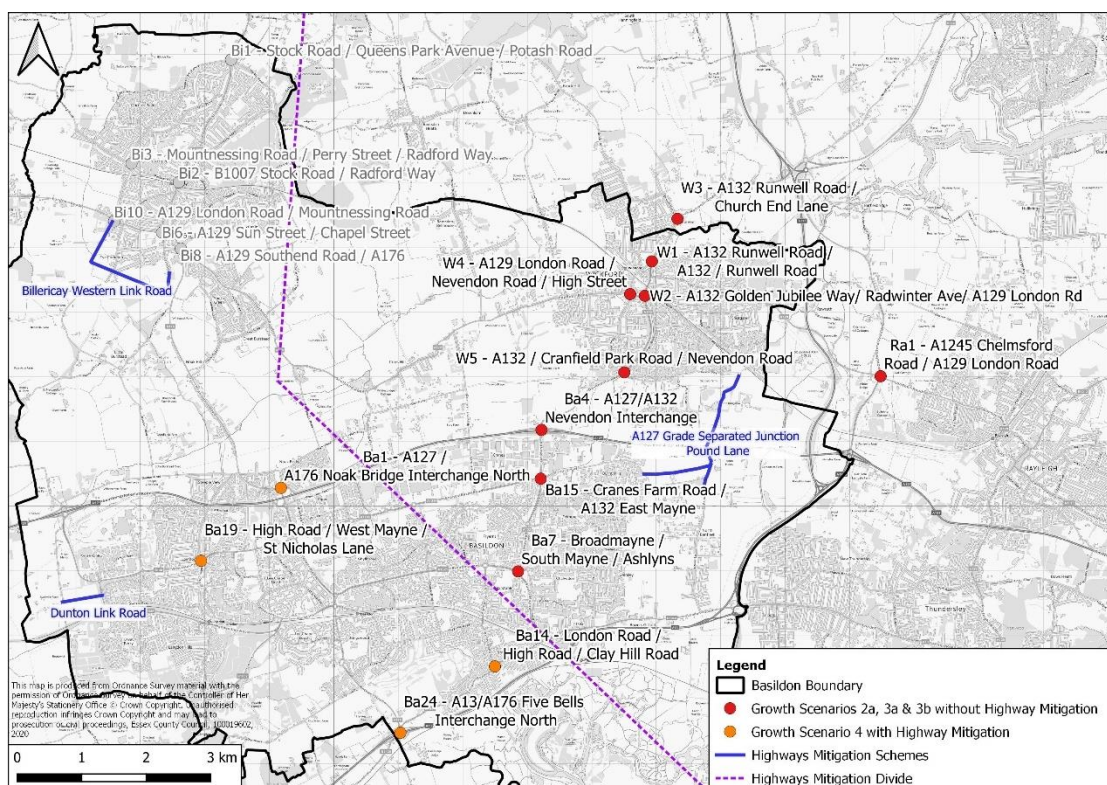 Bi1 - Stock Road / Queens Park Avenue / Potash Road
Bi3 - Mountnessing Road / Perry Street / Radford Way
Bi2 - B1007 Stock Road / Radford Way
Bi10 - A129 London Road / Mountnessing Road
Bi6 - A129 Sun Street / Chapel Street
Bi8 - A129 Southend Road / A176
Billericay Western Link Road
W3 - A132 Runwell Road /
Church End Lane
W1 - A132 Runwell Road/
A132 / Runwell Road
W4 - A129 London Road /
Nevendon Road / High Street
W2 - A132 Golden Jubilee Way/ Radwinter Ave/ A129 London Rd
Ra1 - A1245 Chelmsford
Road / A129 London Road
W5 - A132 / Cranfield Park Road / Nevendon Road
Ba4 - A127/A132
Nevendon Interchange
A127 Grade Separated Junction
Pound Lane
Ba1 - A127 /
A176 Noak Bridge Interchange North
Ba15 - Cranes Farm Road /
A132 East Mayne
RAYLEIGH
Ba19 - High Road / West Mayne /
St Nicholas Lane
Ba7 - Broadmayne /
South Mayne / Ashlyns
BASILDON
Dunton Link Road
Thundersley
Ba14 - London Road /
High Road / Clay Hill Road
Ba24 - A13/A176 Five Bells
Interchange North
This map is produced from Ordnance Survey material with the
permission of Ordnance Survey on behalf of the Controller of Her
Majesty's Stationery Office © Crown Copyright. Unauthorised
reproduction infringes Crown Copyright and may lead to
prosecution or civil proceedings, Essex County Council, 100019602,
2020
0 1 2 3 km
Legend
Basildon Boundary
Growth Scenarios 2a, 3a & 3b without Highway Mitigation
Growth Scenario 4 with Highway Mitigation
Highways Mitigation Schemes
Highways Mitigation Divide